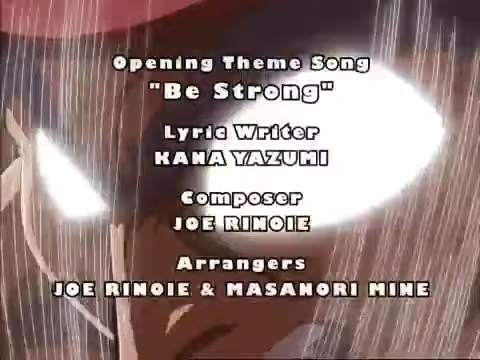 Opening Theme Song
"Be Strong"
Lyric Writer
KANA YAZUMI
Composer
JOE RINOIE
Arrangers
JOE RINOIE & MASANORI MINE